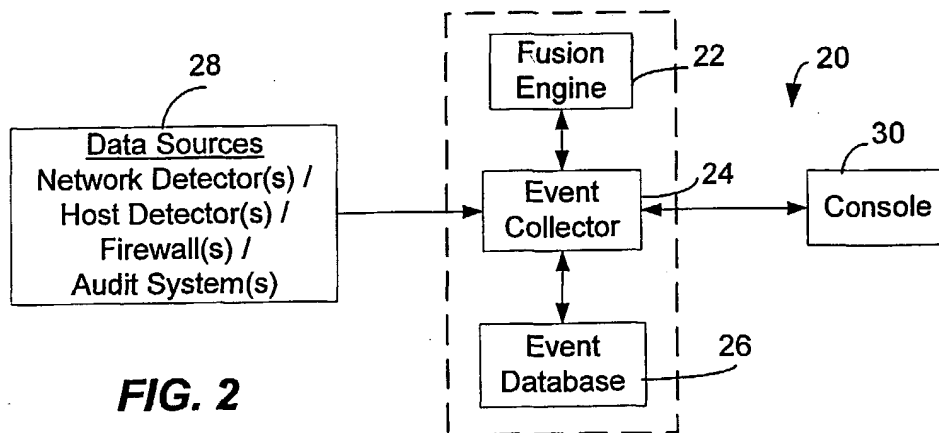 28
Data Sources
Network Detector(s) /
Host Detector(s) /
Firewall(s) /
Audit System(s)
Fusion
Engine
22
20
Event
Collector
24
30
Console
Event
Database
26
FIG. 2